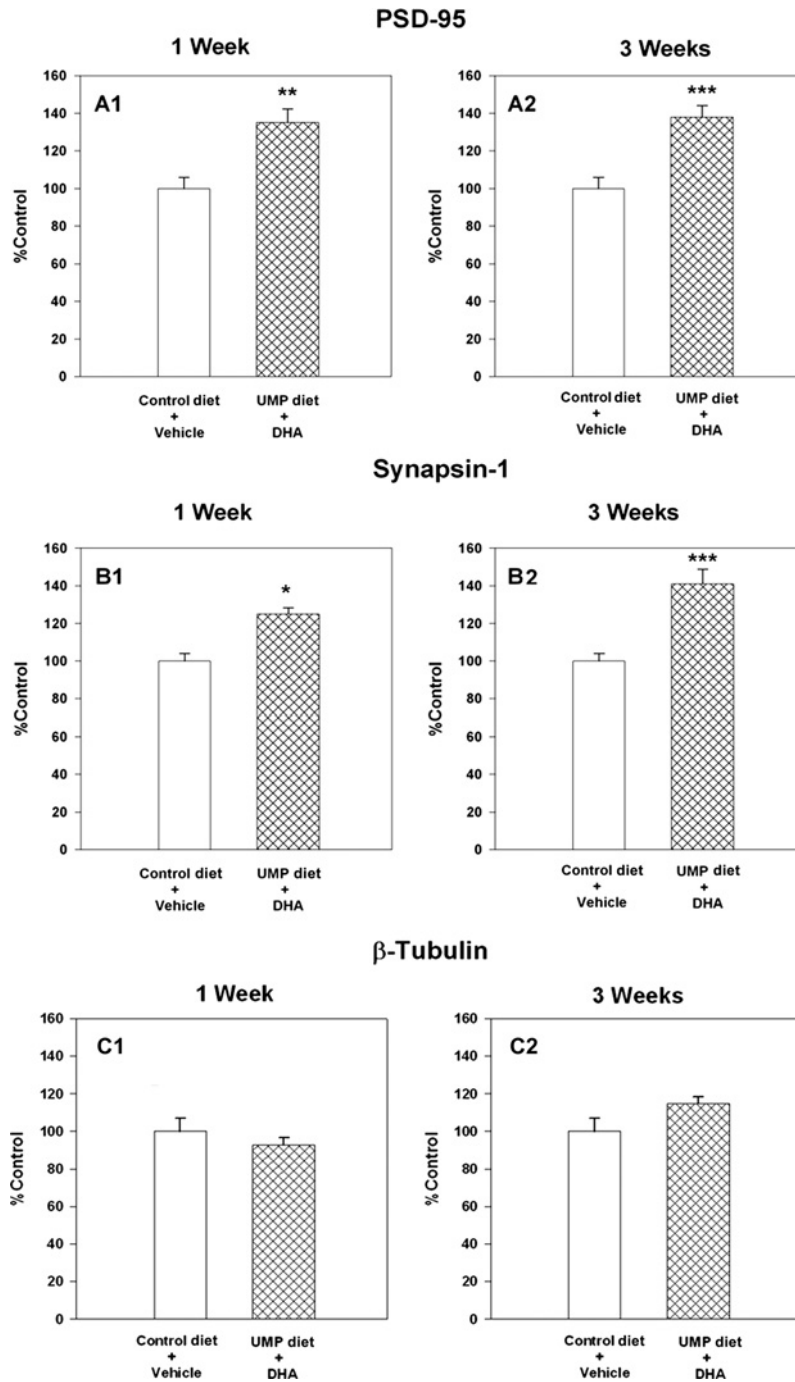 PSD-95
1 Week
3 Weeks
160
140
120
100
80
60
40
20
0
%Control
A1
**
Control diet
+
Vehicle
UMP diet
+
DHA
160
140
120
100
80
60
40
20
0
%Control
A2
***
Control diet
+
Vehicle
UMP diet
+
DHA
Synapsin-1
1 Week
3 Weeks
160
140
120
100
80
60
40
20
0
%Control
B1
*
Control diet
+
Vehicle
UMP diet
+
DHA
160
140
120
100
80
60
40
20
0
%Control
B2
***
Control diet
+
Vehicle
UMP diet
+
DHA
β-Tubulin
1 Week
3 Weeks
160
140
120
100
80
60
40
20
0
% Control
C1
Control diet
+
Vehicle
UMP diet
+
DHA
160
140
120
100
80
60
40
20
0
% Control
C2
Control diet
+
Vehicle
UMP diet
+
DHA